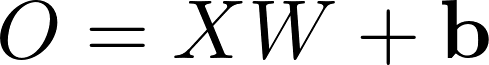 O = XW + b